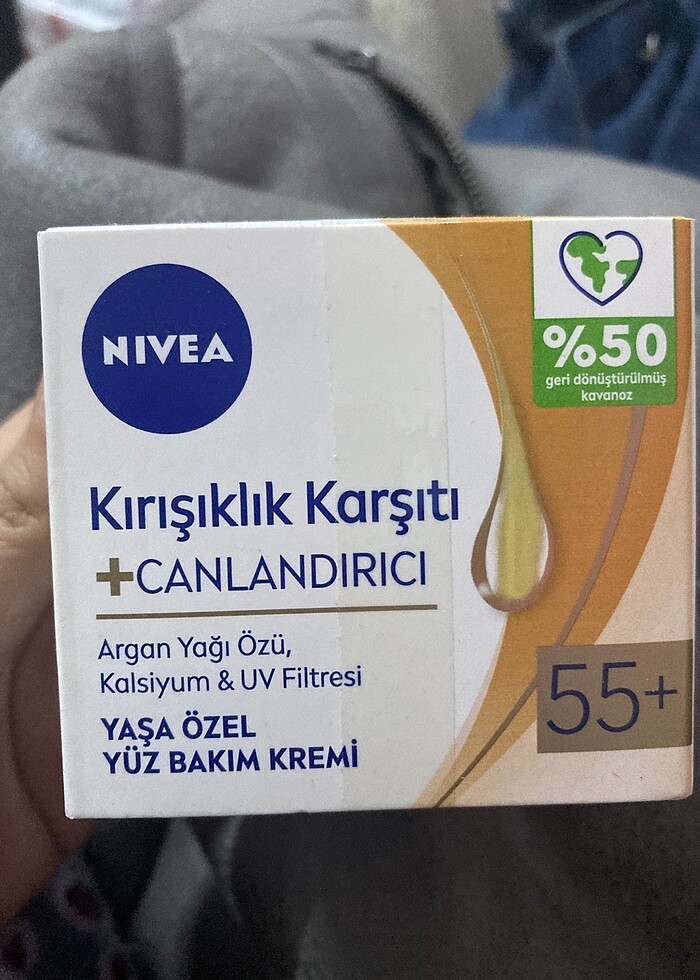 NIVEA
%50
geri dönüştürülmüş
kavanoz
Kırışıklık Karşıtı
+CANLANDIRICI
Argan Yağı Özü,
Kalsiyum & UV Filtresi
YAŞA ÖZEL
YÜZ BAKIM KREMİ
55+